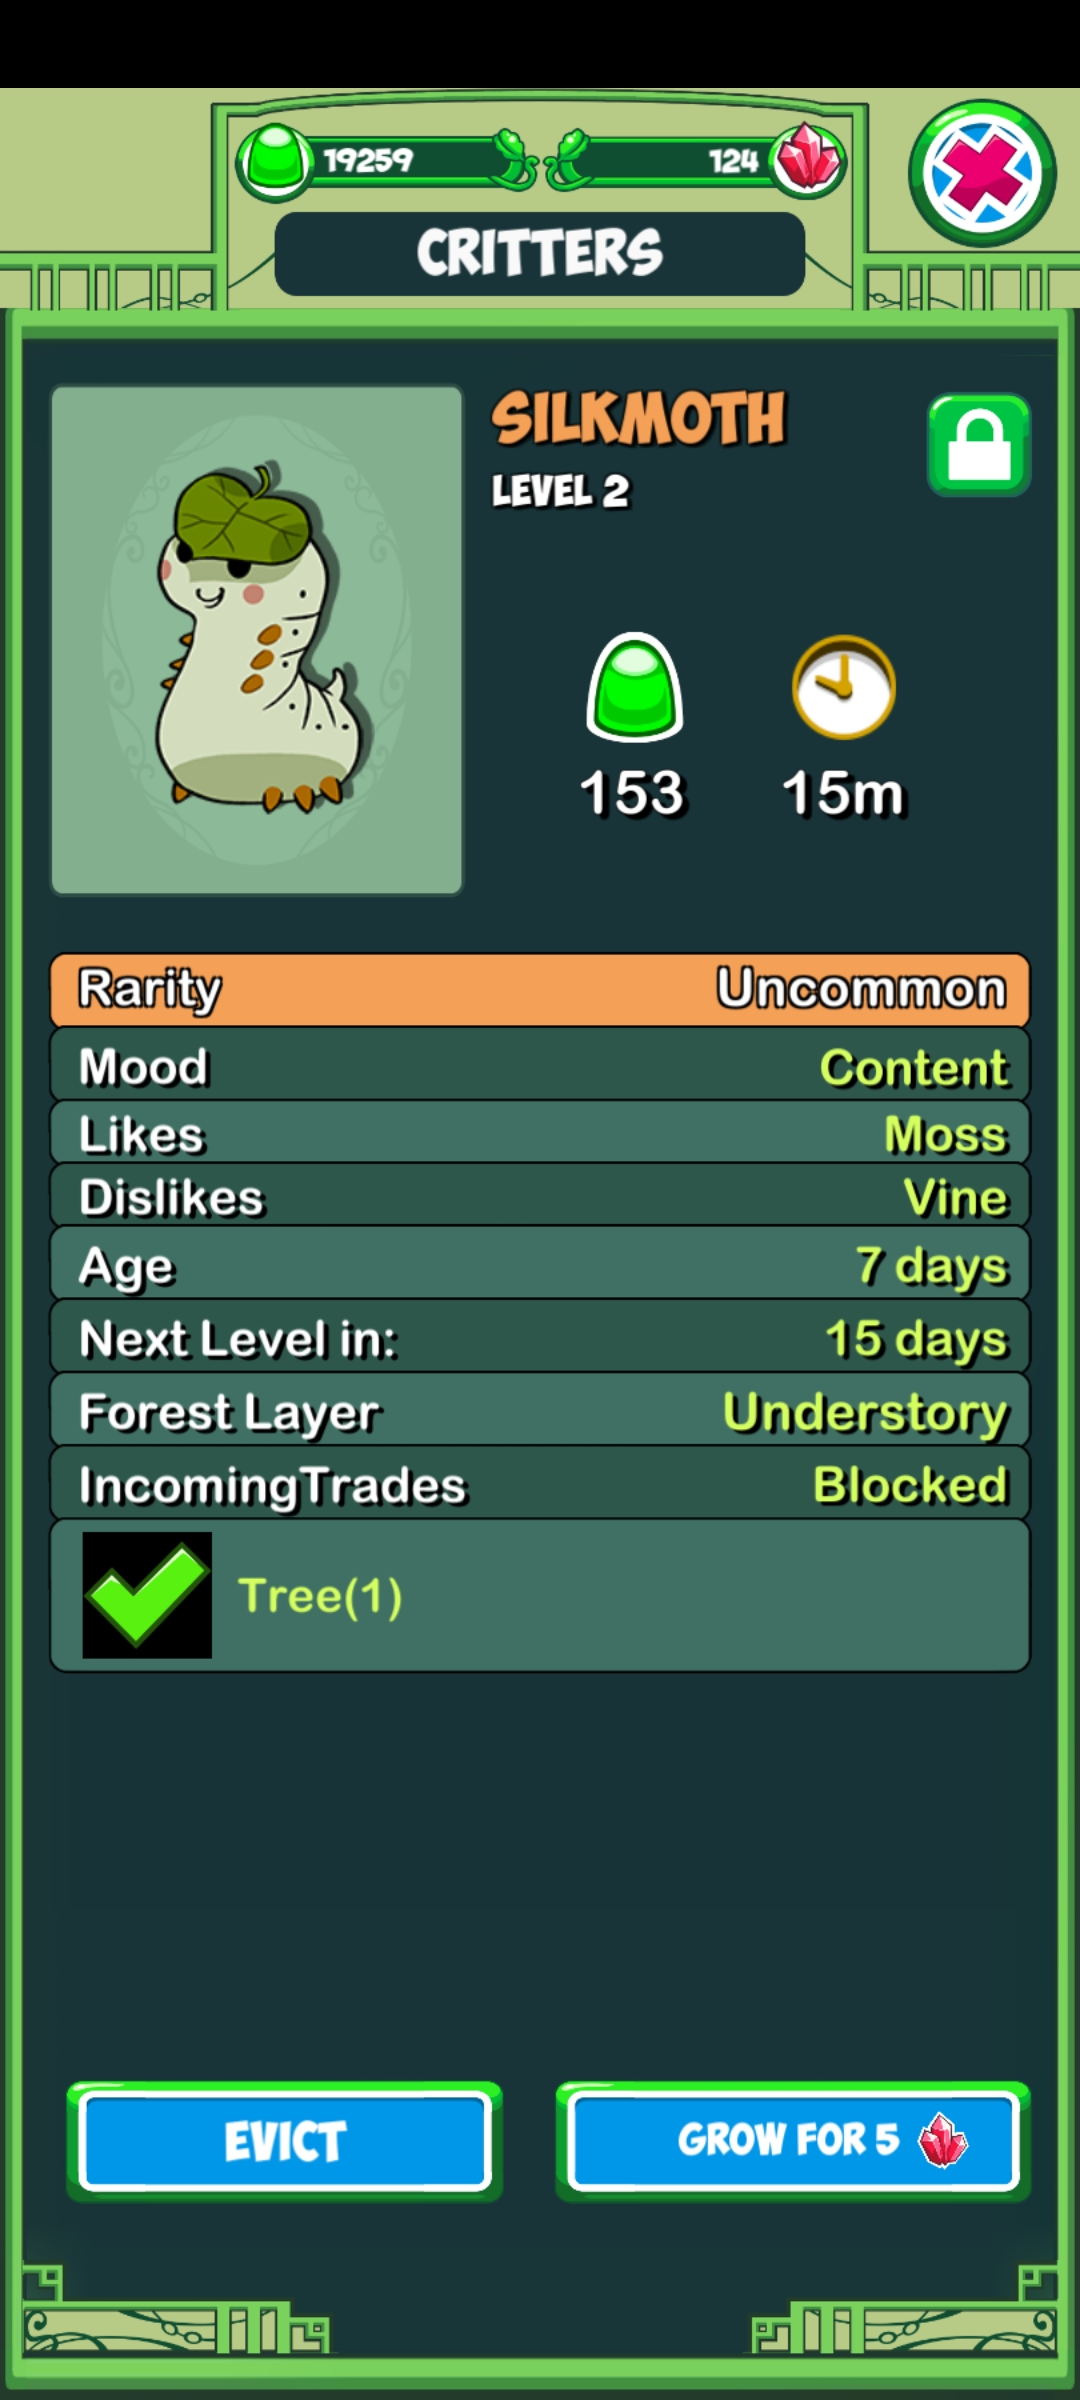 19259
124
CRITTERS
SILKMOTH
LEVEL 2
153
15m
Rarity Uncommon
Mood Content
Likes Moss
Dislikes Vine
Age 7 days
Next Level in: 15 days
Forest Layer Understory
IncomingTrades Blocked
Tree(1)
EVICT
GROW FOR 5